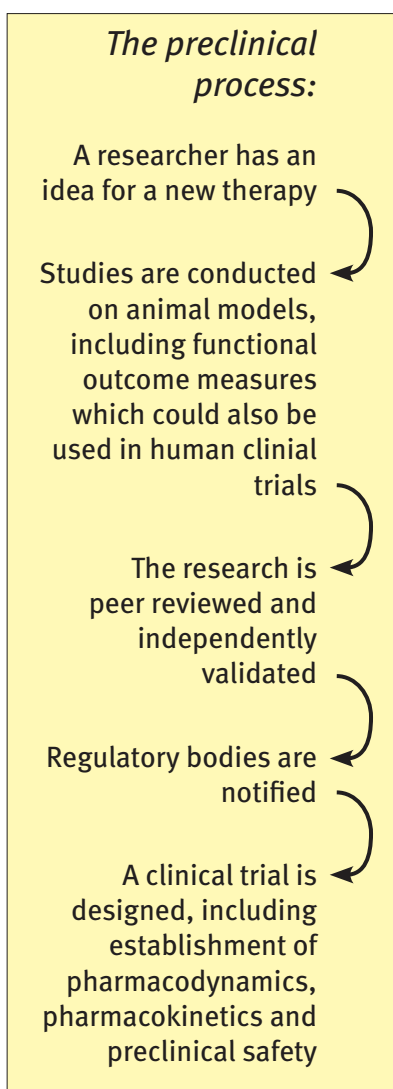 The preclinical
process:
A researcher has an
idea for a new therapy
Studies are conducted
on animal models,
including functional
outcome measures
which could also be
used in human clinial
trials
The research is
peer reviewed and
independently
validated
Regulatory bodies are
notified
A clinical trial is
designed, including
establishment of
pharmacodynamics,
pharmacokinetics and
preclinical safety